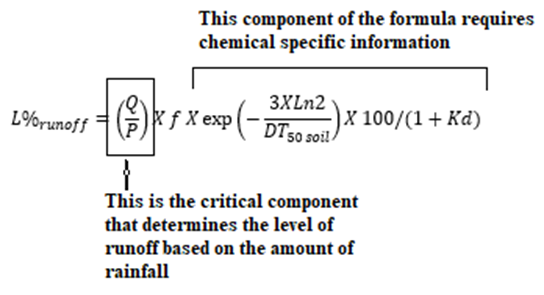 This component of the formula requires
chemical specific information
L%runoff = (Q/P) X f X exp(−3XLn2/DT50 soil) X 100/(1 + Kd)
This is the critical component
that determines the level of
runoff based on the amount of
rainfall